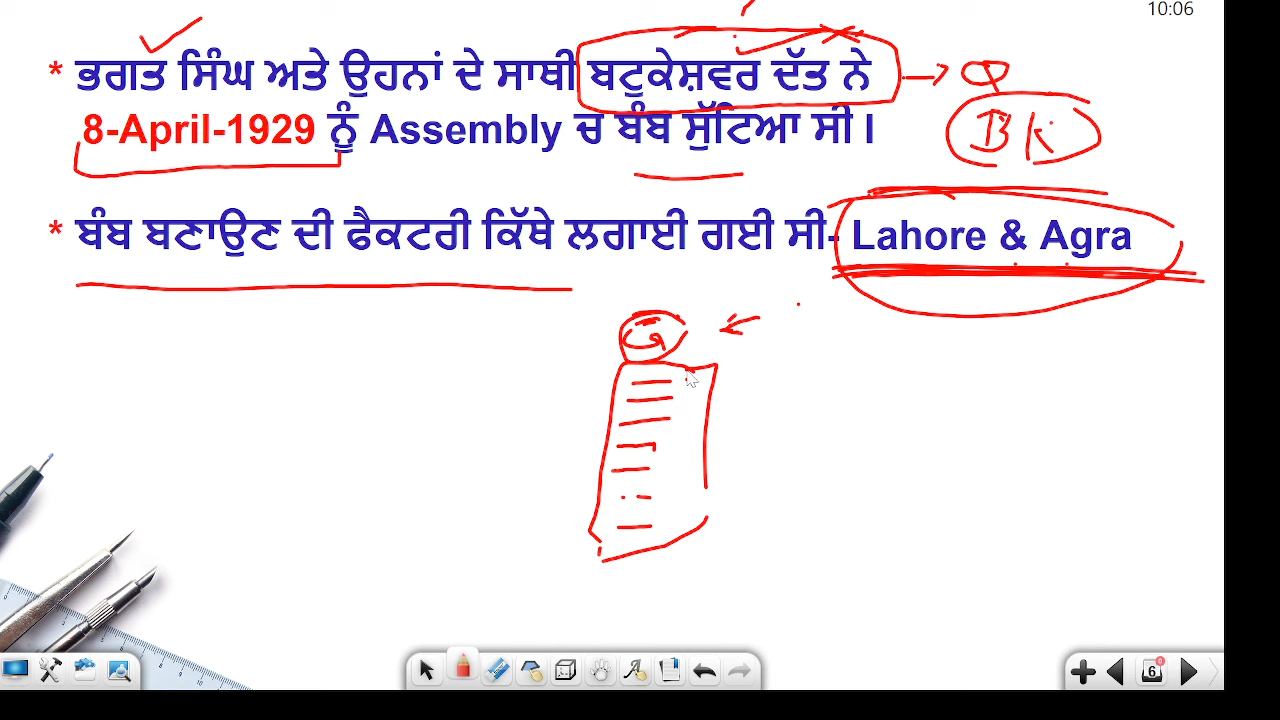 10:06
* ਭਗਤ ਸਿੰਘ ਅਤੇ ਉਹਨਾਂ ਦੇ ਸਾਥੀ ਬਟੁਕੇਸ਼ਵਰ ਦੱਤ ਨੇ
8-April-1929 ਨੂੰ Assembly ਚ ਬੰਬ ਸੁੱਟਿਆ ਸੀ I
BK
* ਬੰਬ ਬਣਾਉਣ ਦੀ ਫੈਕਟਰੀ ਕਿੱਥੇ ਲਗਾਈ ਗਈ ਸੀ- Lahore & Agra
6